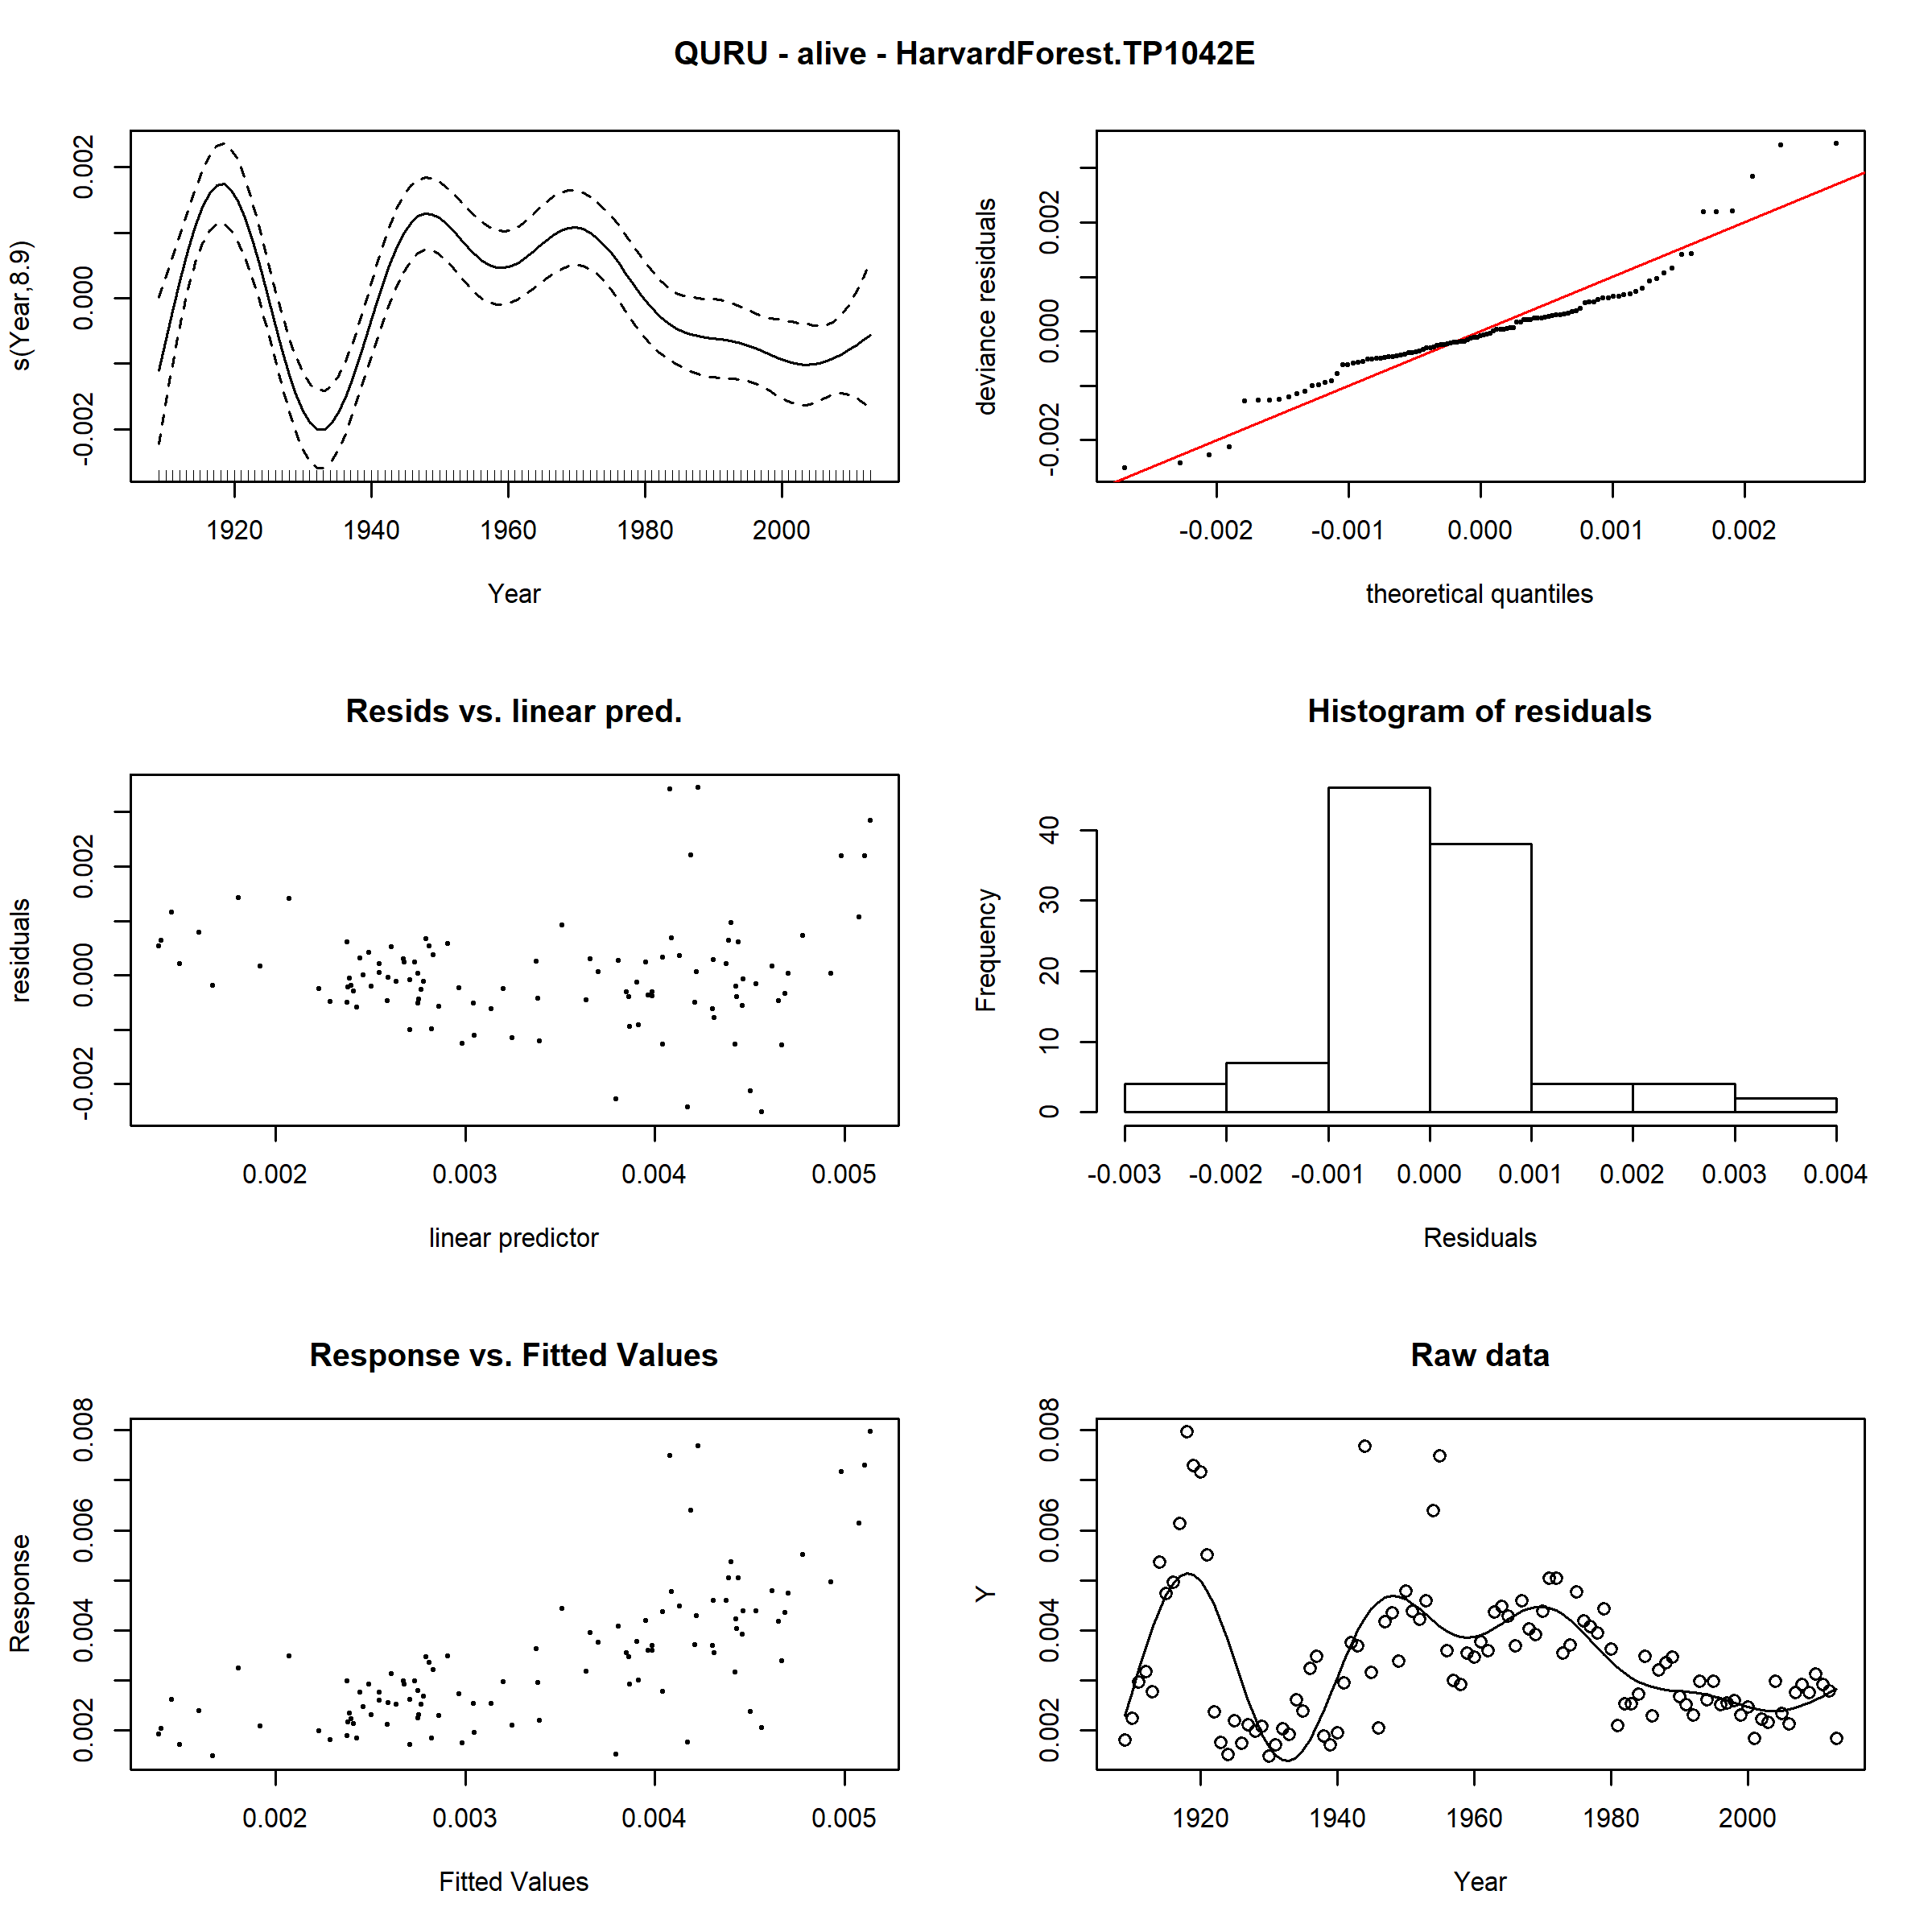 QURU - alive - HarvardForest.TP1042E
s(Year,8.9)
0.002
0.000
-0.002
1920 1940 1960 1980 2000
Year
deviance residuals
0.002
0.000
-0.002
-0.002 -0.001 0.000 0.001 0.002
theoretical quantiles
Resids vs. linear pred.
residuals
0.002
0.000
-0.002
0.002 0.003 0.004 0.005
linear predictor
Histogram of residuals
Frequency
40
30
20
10
0
-0.003 -0.002 -0.001 0.000 0.001 0.002 0.003 0.004
Residuals
Response vs. Fitted Values
Response
0.008
0.006
0.004
0.002
0.002 0.003 0.004 0.005
Fitted Values
Raw data
Y
0.008
0.006
0.004
0.002
1920 1940 1960 1980 2000
Year